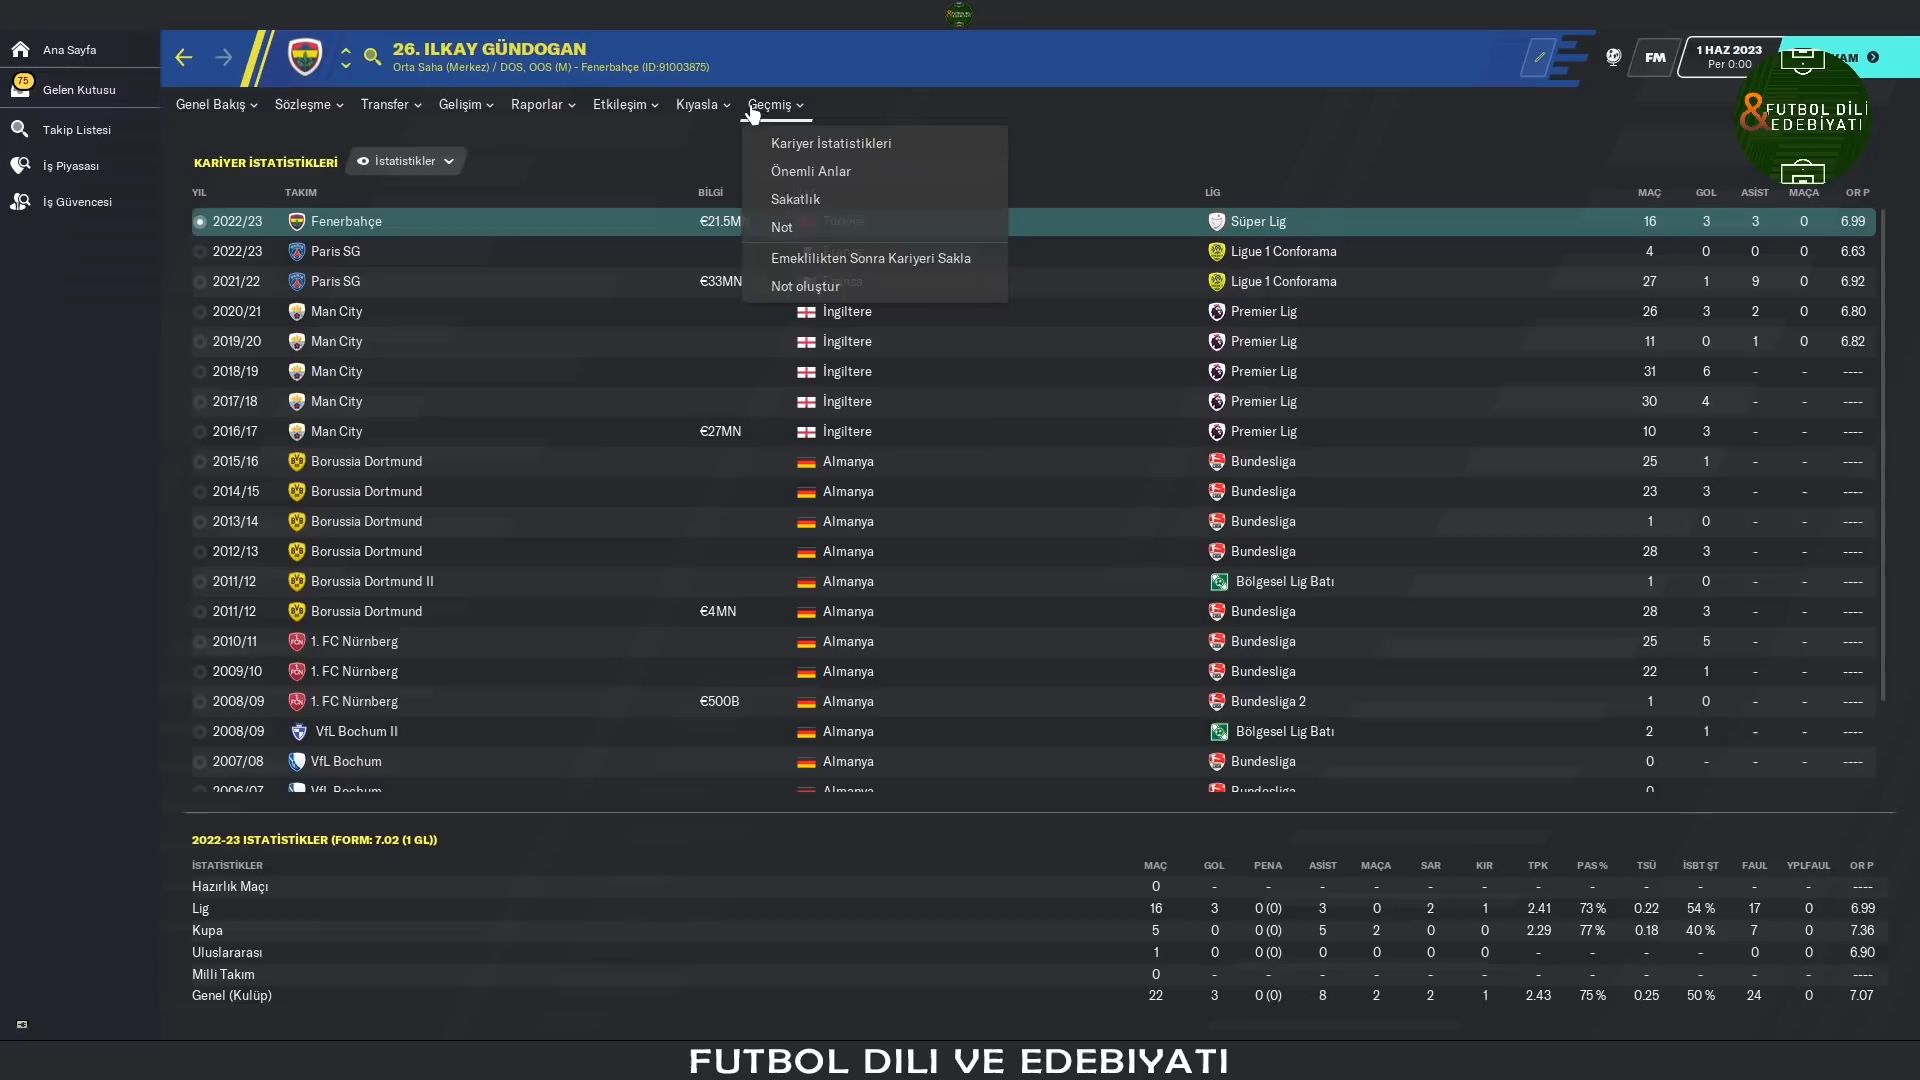 26. ILKAY GÜNDOGAN
Orta Saha (Merkez) / DOS, OOS (M) - Fenerbahçe (ID:91003875)
FM
1 HAZ 2023
Per 0:00
Ana Sayfa
75
Gelen Kutusu
Takip Listesi
İş Piyasası
İş Güvencesi
FUTBOL DİLİ
& EDEBİYATI
Genel Bakış Sözleşme Transfer Gelişim Raporlar Etkileşim Kıyasla Geçmiş
Kariyer İstatistikleri
Önemli Anlar
Sakatlık
Not
Emeklilikten Sonra Kariyeri Sakla
Not oluştur
KARİYER İSTATİSTİKLERİ İstatistikler
YIL TAKIM BİLGİ LİG MAÇ GOL ASİST MAÇA OR P
2022/23 Fenerbahçe €21.5M Süper Lig 16 3 3 0 6.99
2022/23 Paris SG Ligue 1 Conforama 4 0 0 0 6.63
2021/22 Paris SG €33MN Ligue 1 Conforama 27 1 9 0 6.92
2020/21 Man City İngiltere Premier Lig 26 3 2 0 6.80
2019/20 Man City İngiltere Premier Lig 11 0 1 0 6.82
2018/19 Man City İngiltere Premier Lig 31 6 - - ----
2017/18 Man City İngiltere Premier Lig 30 4 - - ----
2016/17 Man City €27MN İngiltere Premier Lig 10 3 - - ----
2015/16 Borussia Dortmund Almanya Bundesliga 25 1 - - ----
2014/15 Borussia Dortmund Almanya Bundesliga 23 3 - - ----
2013/14 Borussia Dortmund Almanya Bundesliga 1 0 - - ----
2012/13 Borussia Dortmund Almanya Bundesliga 28 3 - - ----
2011/12 Borussia Dortmund II Almanya Bölgesel Lig Batı 1 0 - - ----
2011/12 Borussia Dortmund €4MN Almanya Bundesliga 28 3 - - ----
2010/11 1. FC Nürnberg Almanya Bundesliga 25 5 - - ----
2009/10 1. FC Nürnberg Almanya Bundesliga 22 1 - - ----
2008/09 1. FC Nürnberg €500B Almanya Bundesliga 2 1 0 - - ----
2008/09 VfL Bochum II Almanya Bölgesel Lig Batı 2 1 - - ----
2007/08 VfL Bochum Almanya Bundesliga 0 - - - ----
2006/07 VfL Bochum Almanya Bundesliga 0
2022-23 ISTATİSTİKLER (FORM: 7.02 (1 GL))
İSTATİSTİKLER MAÇ GOL PENA ASİST MAÇA SAR KIR TPK PAS % TSÜ İSBT ŞT FAUL YPLFAUL OR P
Hazırlık Maçı 0 - - - - - - - - - - - - ----
Lig 16 3 0 (0) 3 0 2 1 2.41 73 % 0.22 54 % 17 0 6.99
Kupa 5 0 0 (0) 5 2 0 0 2.29 77 % 0.18 40 % 7 0 7.36
Uluslararası 1 0 0 (0) 0 0 0 0 - - - - 0 0 6.90
Milli Takım 0 - - - - - - - - - - - - ----
Genel (Kulüp) 22 3 0 (0) 8 2 2 1 2.43 75 % 0.25 50 % 24 0 7.07
FUTBOL DILI VE EDEBIYATI